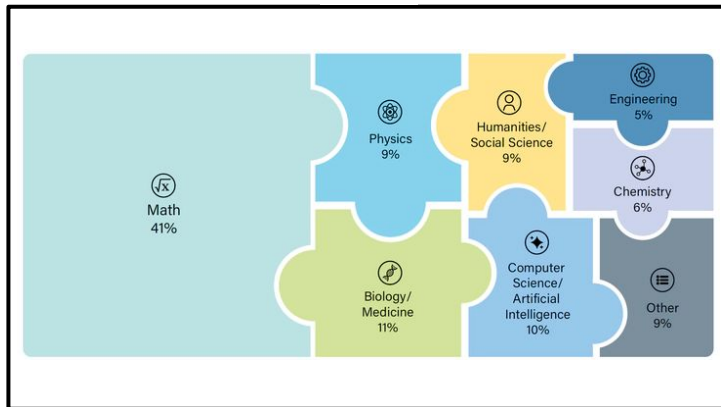 √x
Math
41%
Physics
9%
Biology/
Medicine
11%
Humanities/
Social Science
9%
Computer
Science/
Artificial
Intelligence
10%
Engineering
5%
Chemistry
6%
Other
9%